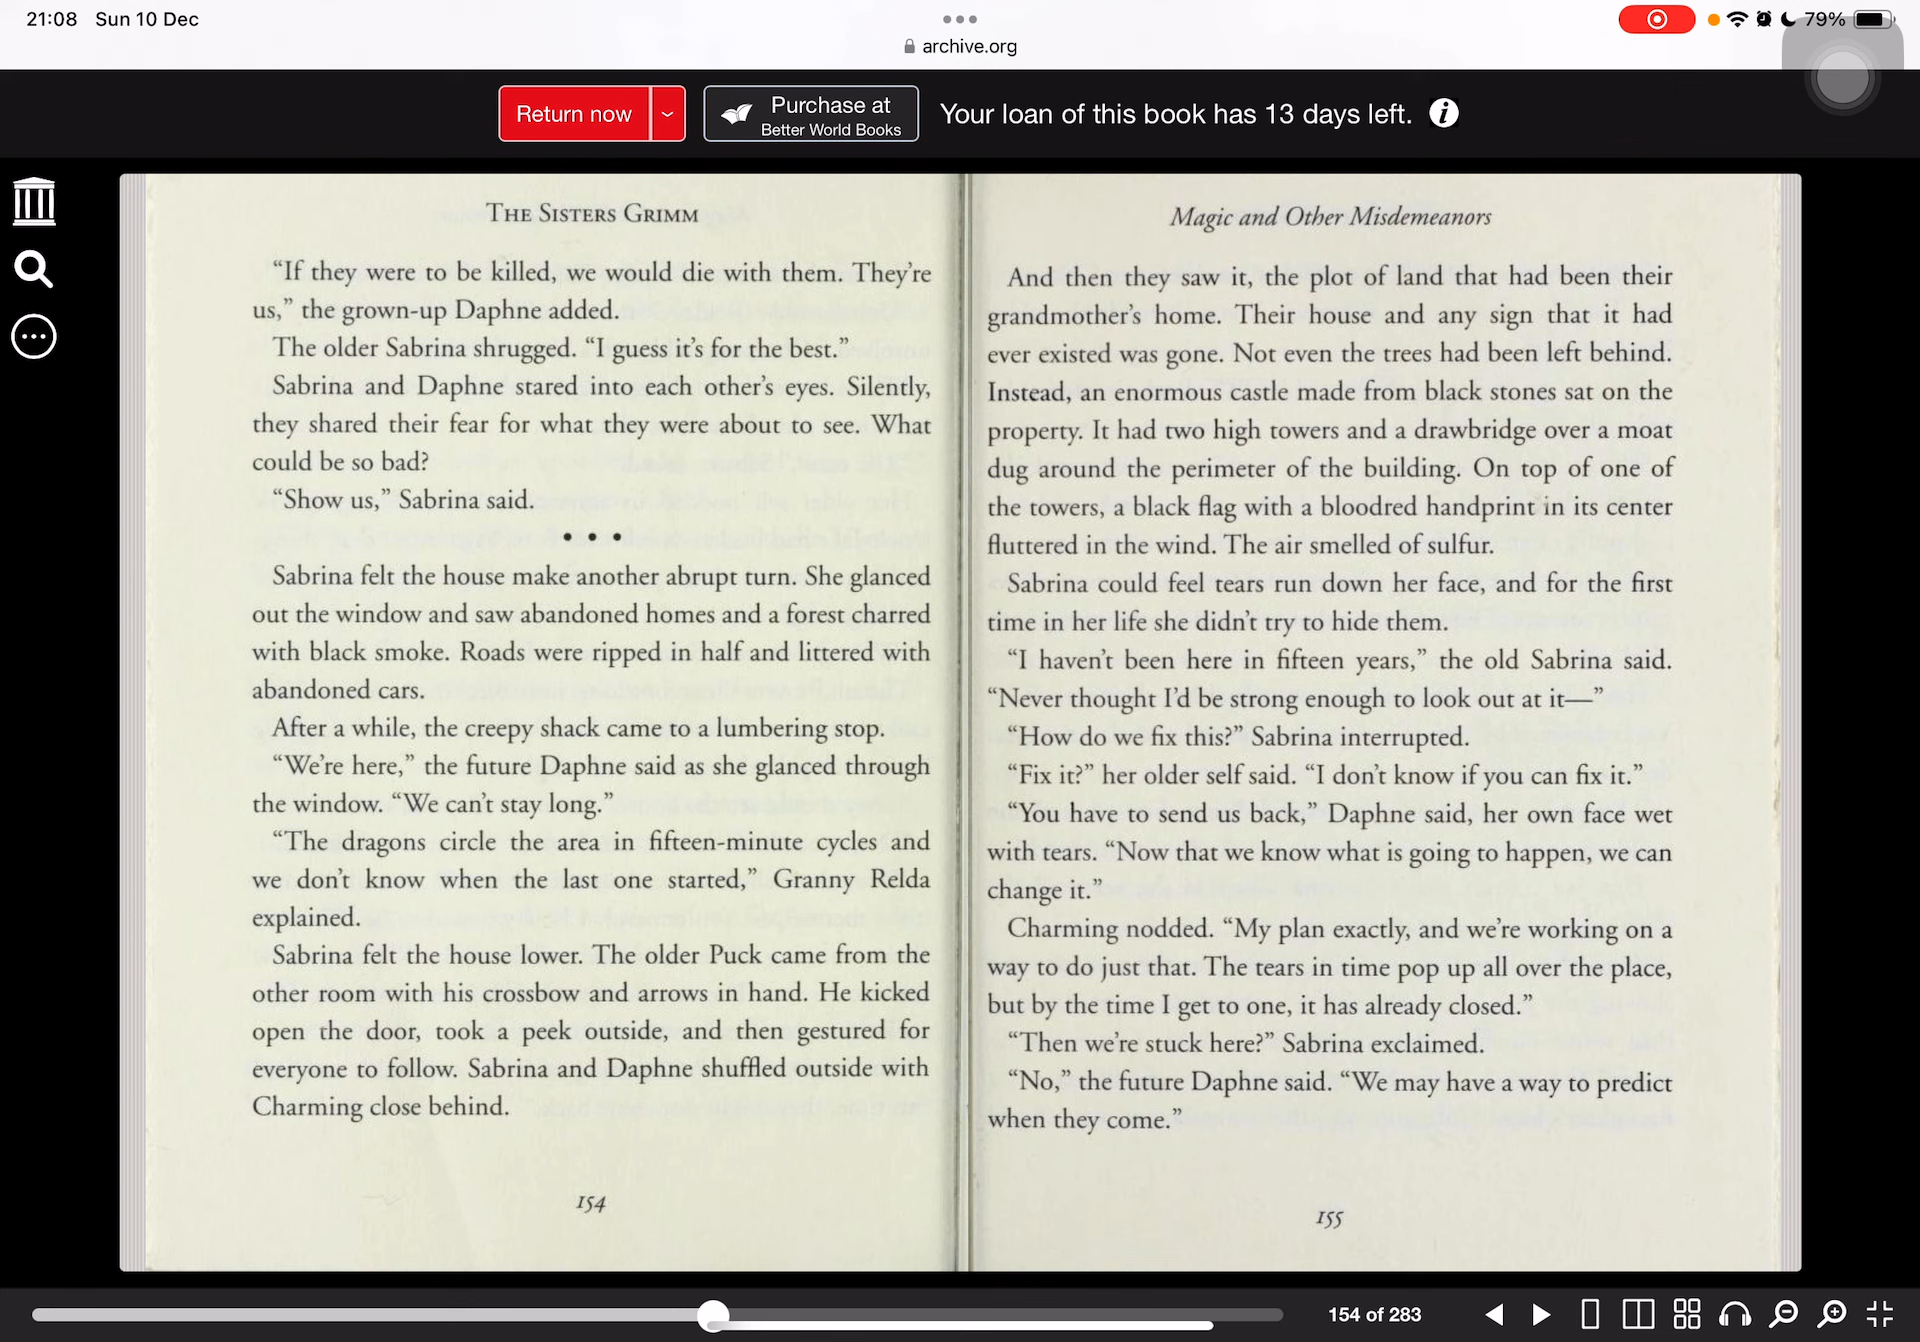 21:08 Sun 10 Dec
79%
archive.org
Return now
Purchase at
Better World Books
Your loan of this book has 13 days left.
THE SISTERS GRIMM
“If they were to be killed, we would die with them. They’re
us,” the grown-up Daphne added.
The older Sabrina shrugged. “I guess it’s for the best.”
Sabrina and Daphne stared into each other’s eyes. Silently,
they shared their fear for what they were about to see. What
could be so bad?
“Show us,” Sabrina said.
• • •
Sabrina felt the house make another abrupt turn. She glanced
out the window and saw abandoned homes and a forest charred
with black smoke. Roads were ripped in half and littered with
abandoned cars.
After a while, the creepy shack came to a lumbering stop.
“We’re here,” the future Daphne said as she glanced through
the window. “We can’t stay long.”
“The dragons circle the area in fifteen-minute cycles and
we don’t know when the last one started,” Granny Relda
explained.
Sabrina felt the house lower. The older Puck came from the
other room with his crossbow and arrows in hand. He kicked
open the door, took a peek outside, and then gestured for
everyone to follow. Sabrina and Daphne shuffled outside with
Charming close behind.
154
Magic and Other Misdemeanors
And then they saw it, the plot of land that had been their
grandmother’s home. Their house and any sign that it had
ever existed was gone. Not even the trees had been left behind.
Instead, an enormous castle made from black stones sat on the
property. It had two high towers and a drawbridge over a moat
dug around the perimeter of the building. On top of one of
the towers, a black flag with a bloodred handprint in its center
fluttered in the wind. The air smelled of sulfur.
Sabrina could feel tears run down her face, and for the first
time in her life she didn’t try to hide them.
“I haven’t been here in fifteen years,” the old Sabrina said.
“Never thought I’d be strong enough to look out at it—”
“How do we fix this?” Sabrina interrupted.
“Fix it?” her older self said. “I don’t know if you can fix it.”
“You have to send us back,” Daphne said, her own face wet
with tears. “Now that we know what is going to happen, we can
change it.”
Charming nodded. “My plan exactly, and we’re working on a
way to do just that. The tears in time pop up all over the place,
but by the time I get to one, it has already closed.”
“Then we’re stuck here?” Sabrina exclaimed.
“No,” the future Daphne said. “We may have a way to predict
when they come.”
155
154 of 283